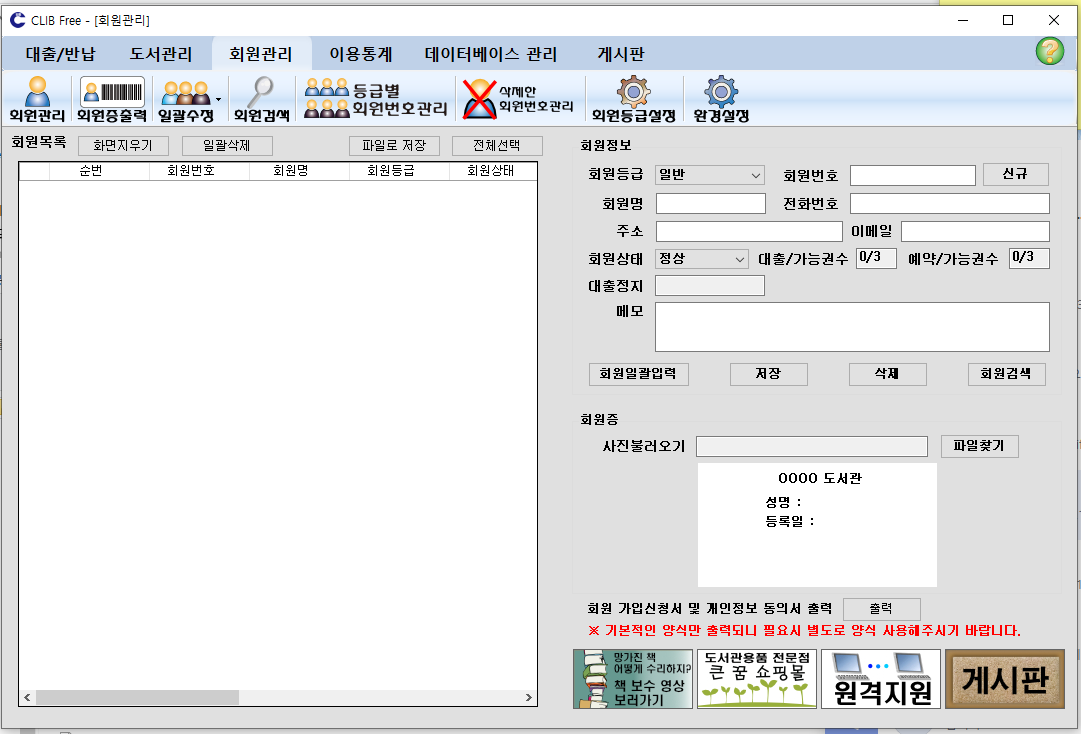 CLIB Free - [회원관리]
대출/반납 도서관리 회원관리 이용통계 데이터베이스 관리 게시판
회원관리 회원증출력 일괄수정 회원검색 등급별 회원번호관리 삭제한 회원번호관리 회원등급설정 환경설정
회원목록 화면지우기 일괄삭제 파일로 저장 전체선택
순번 회원번호 회원명 회원등급 회원상태
회원정보
회원등급 일반 회원번호 신규
회원명 전화번호
주소 이메일
회원상태 정상 대출/가능권수 0/3 예약/가능권수 0/3
대출정지
메모
회원일괄입력 저장 삭제 회원검색
회원증
사진불러오기 파일찾기
OOOO 도서관
성명 :
등록일 :
회원 가입신청서 및 개인정보 동의서 출력 출력
※ 기본적인 양식만 출력되니 필요시 별도로 양식 사용해주시기 바랍니다.
망가진 책
어떻게 수리하지?
책 보수 영상
보러가기
도서관용품 전문점
큰 꿈 쇼핑몰
원격지원
게시판